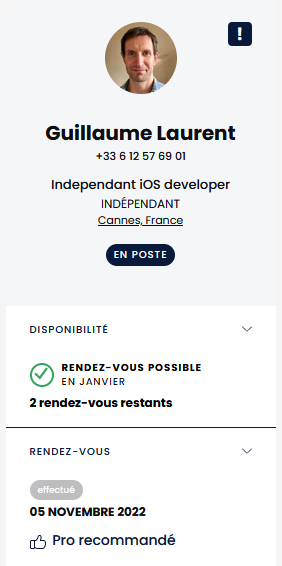 !
Guillaume Laurent
+33 6 12 57 69 01
Independant iOS developer
INDÉPENDANT
Cannes, France
EN POSTE
DISPONIBILITÉ
RENDEZ-VOUS POSSIBLE
EN JANVIER
2 rendez-vous restants
RENDEZ-VOUS
effectué
05 NOVEMBRE 2022
Pro recommandé